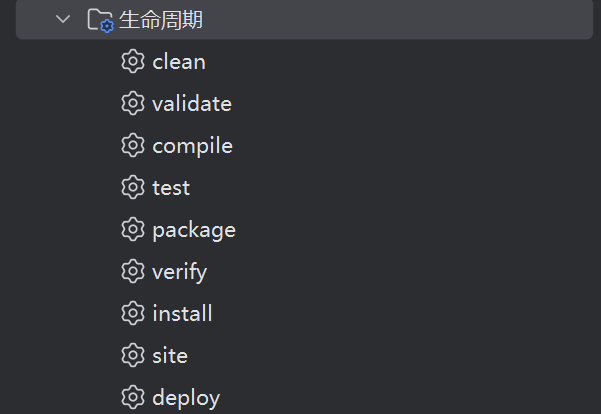 生命周期
clean
validate
compile
test
package
verify
install
site
deploy